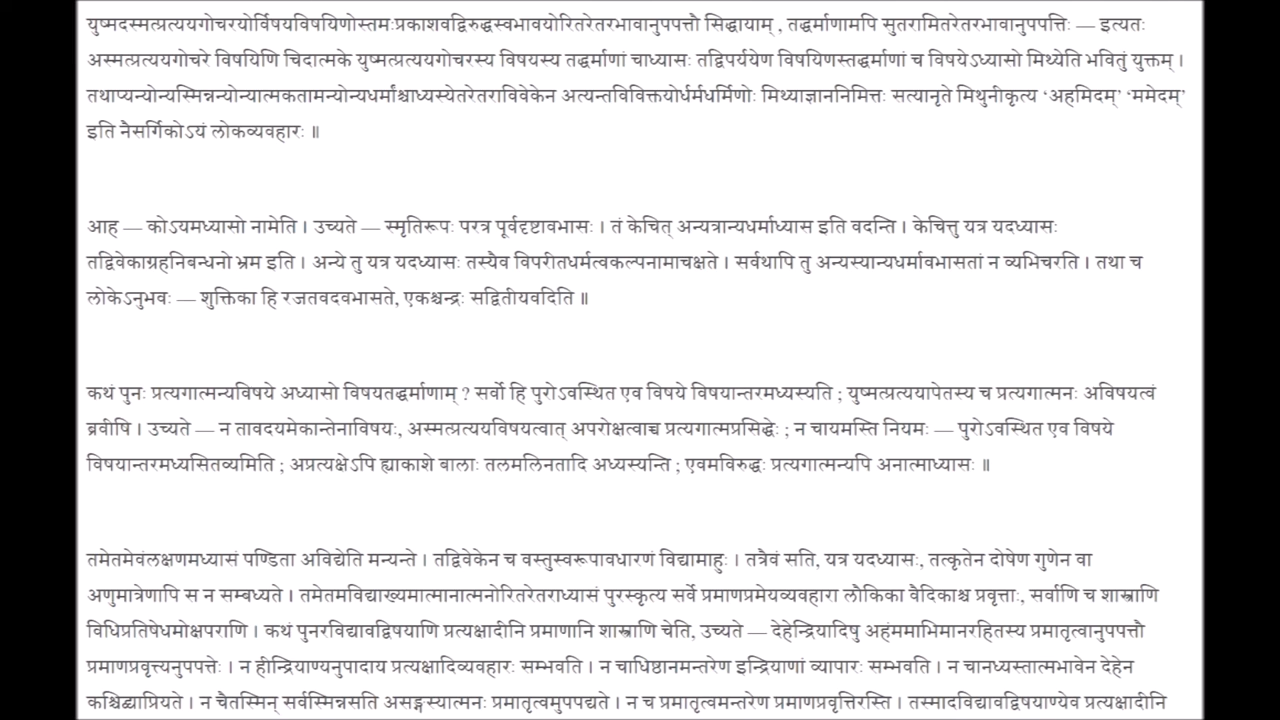 युष्मदस्मत्प्रत्ययगोचरयोर्विषयविषयिणोस्तमःप्रकाशवद्विरुद्धस्वभावयोरितरेतरभावानुपपत्तौ सिद्धायाम् , तद्धर्माणामपि सुतरामितरेतरभावानुपपत्तिः — इत्यतः
अस्मत्प्रत्ययगोचरे विषयिणि चिदात्मके युष्मत्प्रत्ययगोचरस्य विषयस्य तद्धर्माणां चाध्यासः तद्विपर्ययेण विषयिणस्तद्धर्माणां च विषयेऽध्यासो मिथ्येति भवितुं युक्तम् ।
तथाप्यन्योन्यस्मिन्नन्योन्यात्मकतामन्योन्यधर्मांश्चाध्यस्येतरेतराविवेकेन अत्यन्तविविक्तयोर्धर्मधर्मिणोः मिथ्याज्ञाननिमित्तः सत्यानृते मिथुनीकृत्य ‘अहमिदम्’ ‘ममेदम्’
इति नैसर्गिकोऽयं लोकव्यवहारः ॥
आह — कोऽयमध्यासो नामेति । उच्यते — स्मृतिरूपः परत्र पूर्वदृष्टावभासः । तं केचित् अन्यत्रान्यधर्माध्यास इति वदन्ति । केचित्तु यत्र यदध्यासः
तद्विवेकाग्रहनिबन्धनो भ्रम इति । अन्ये तु यत्र यदध्यासः तस्यैव विपरीतधर्मत्वकल्पनामाचक्षते । सर्वथापि तु अन्यस्यान्यधर्मावभासतां न व्यभिचरति । तथा च
लोकेऽनुभवः — शुक्तिका हि रजतवदवभासते, एकश्चन्द्रः सद्वितीयवदिति ॥
कथं पुनः प्रत्यगात्मन्यविषये अध्यासो विषयतद्धर्माणाम् ? सर्वो हि पुरोऽवस्थित एव विषये विषयान्तरमध्यस्यति ; युष्मत्प्रत्ययापेतस्य च प्रत्यगात्मनः अविषयत्वं
ब्रवीषि । उच्यते — न तावदयमेकान्तेनाविषयः, अस्मत्प्रत्ययविषयत्वात् अपरोक्षत्वाच्च प्रत्यगात्मप्रसिद्धेः ; न चायमस्ति नियमः — पुरोऽवस्थित एव विषये
विषयान्तरमध्यसितव्यमिति ; अप्रत्यक्षेऽपि ह्याकाशे बालाः तलमलिनतादि अध्यस्यन्ति ; एवमविरुद्धः प्रत्यगात्मन्यपि अनात्माध्यासः ॥
तमेतमेवंलक्षणमध्यासं पण्डिता अविद्येति मन्यन्ते । तद्विवेकेन च वस्तुस्वरूपावधारणं विद्यामाहुः । तत्रैवं सति, यत्र यदध्यासः, तत्कृतेन दोषेण गुणेन वा
अणुमात्रेणापि स न सम्बध्यते । तमेतमविद्याख्यमात्मानात्मनोरितरेतराध्यासं पुरस्कृत्य सर्वे प्रमाणप्रमेयव्यवहारा लौकिका वैदिकाश्च प्रवृत्ताः, सर्वाणि च शास्त्राणि
विधिप्रतिषेधमोक्षपराणि । कथं पुनरविद्यावद्विषयाणि प्रत्यक्षादीनि प्रमाणानि शास्त्राणि चेति, उच्यते — देहेन्द्रियादिषु अहंममाभिमानरहितस्य प्रमातृत्वानुपपत्तौ
प्रमाणप्रवृत्त्यनुपपत्तेः । न हीन्द्रियाण्यनुपादाय प्रत्यक्षादिव्यवहारः सम्भवति । न चाधिष्ठानमन्तरेण इन्द्रियाणां व्यापारः सम्भवति । न चानध्यस्तात्मभावेन देहेन
कश्चिद्व्याप्रियते । न चैतस्मिन् सर्वस्मिन्नसति असङ्गस्यात्मनः प्रमातृत्वमुपपद्यते । न च प्रमातृत्वमन्तरेण प्रमाणप्रवृत्तिरस्ति । तस्मादविद्यावद्विषयाण्येव प्रत्यक्षादीनि